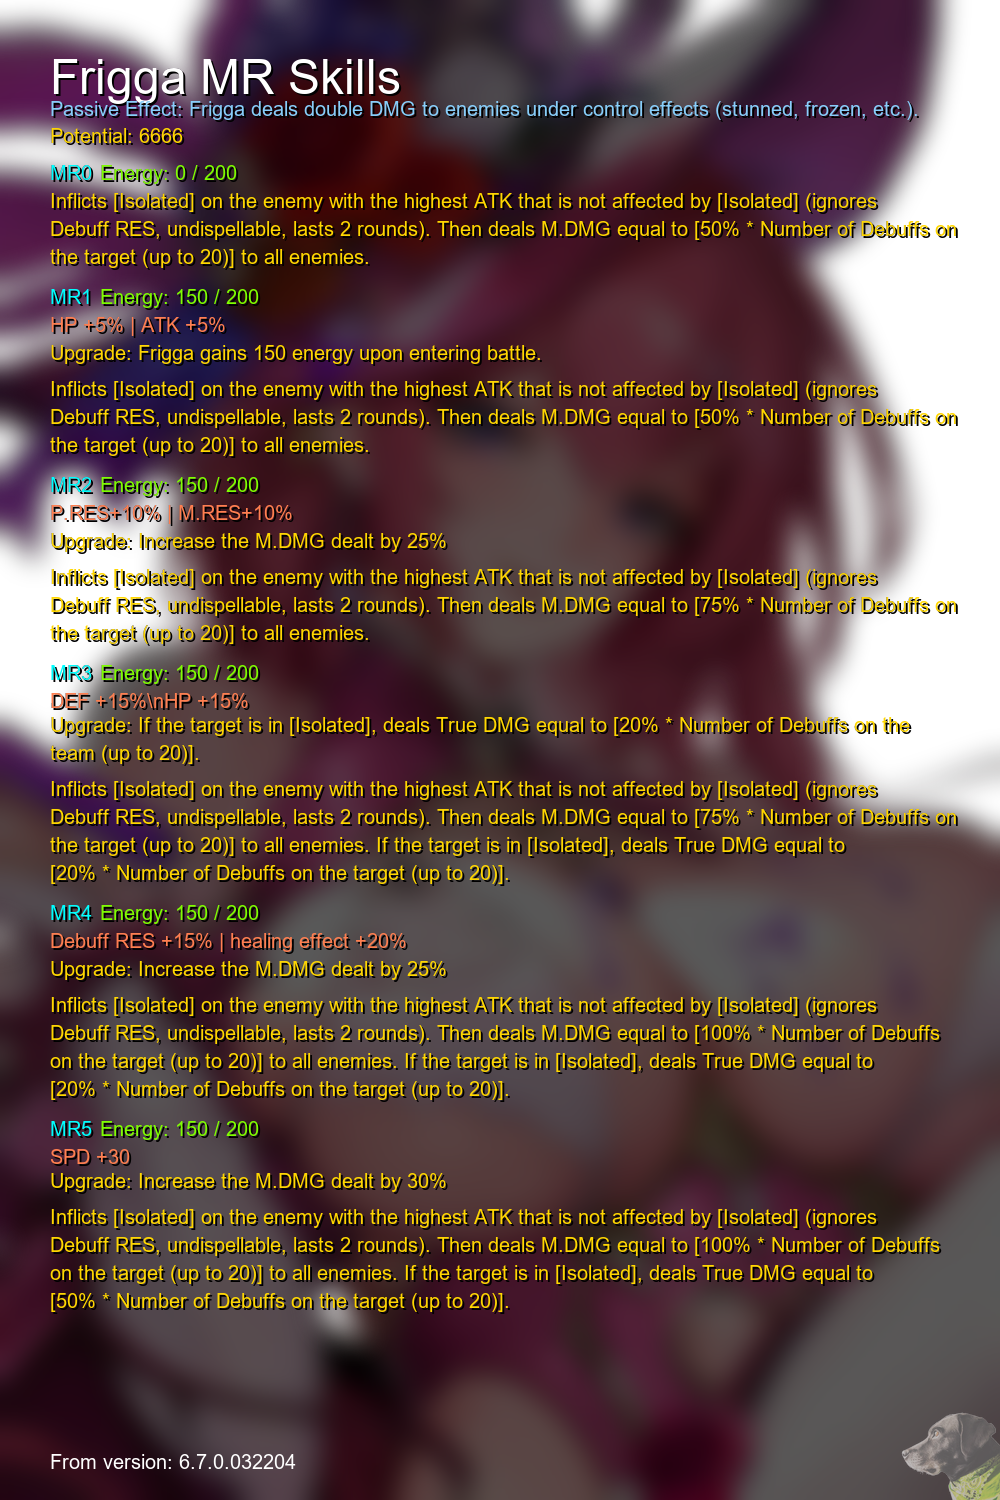 Frigga MR Skills
Passive Effect: Frigga deals double DMG to enemies under control effects (stunned, frozen, etc.).
Potential: 6666
MR0 Energy: 0 / 200
Inflicts [Isolated] on the enemy with the highest ATK that is not affected by [Isolated] (ignores
Debuff RES, undispellable, lasts 2 rounds). Then deals M.DMG equal to [50% * Number of Debuffs on
the target (up to 20)] to all enemies.
MR1 Energy: 150 / 200
HP +5% | ATK +5%
Upgrade: Frigga gains 150 energy upon entering battle.
Inflicts [Isolated] on the enemy with the highest ATK that is not affected by [Isolated] (ignores
Debuff RES, undispellable, lasts 2 rounds). Then deals M.DMG equal to [50% * Number of Debuffs on
the target (up to 20)] to all enemies.
MR2 Energy: 150 / 200
P.RES+10% | M.RES+10%
Upgrade: Increase the M.DMG dealt by 25%
Inflicts [Isolated] on the enemy with the highest ATK that is not affected by [Isolated] (ignores
Debuff RES, undispellable, lasts 2 rounds). Then deals M.DMG equal to [75% * Number of Debuffs on
the target (up to 20)] to all enemies.
MR3 Energy: 150 / 200
DEF +15%\nHP +15%
Upgrade: If the target is in [Isolated], deals True DMG equal to [20% * Number of Debuffs on the
team (up to 20)].
Inflicts [Isolated] on the enemy with the highest ATK that is not affected by [Isolated] (ignores
Debuff RES, undispellable, lasts 2 rounds). Then deals M.DMG equal to [75% * Number of Debuffs on
the target (up to 20)] to all enemies. If the target is in [Isolated], deals True DMG equal to
[20% * Number of Debuffs on the target (up to 20)].
MR4 Energy: 150 / 200
Debuff RES +15% | healing effect +20%
Upgrade: Increase the M.DMG dealt by 25%
Inflicts [Isolated] on the enemy with the highest ATK that is not affected by [Isolated] (ignores
Debuff RES, undispellable, lasts 2 rounds). Then deals M.DMG equal to [100% * Number of Debuffs
on the target (up to 20)] to all enemies. If the target is in [Isolated], deals True DMG equal to
[20% * Number of Debuffs on the target (up to 20)].
MR5 Energy: 150 / 200
SPD +30
Upgrade: Increase the M.DMG dealt by 30%
Inflicts [Isolated] on the enemy with the highest ATK that is not affected by [Isolated] (ignores
Debuff RES, undispellable, lasts 2 rounds). Then deals M.DMG equal to [100% * Number of Debuffs
on the target (up to 20)] to all enemies. If the target is in [Isolated], deals True DMG equal to
[50% * Number of Debuffs on the target (up to 20)].
From version: 6.7.0.032204